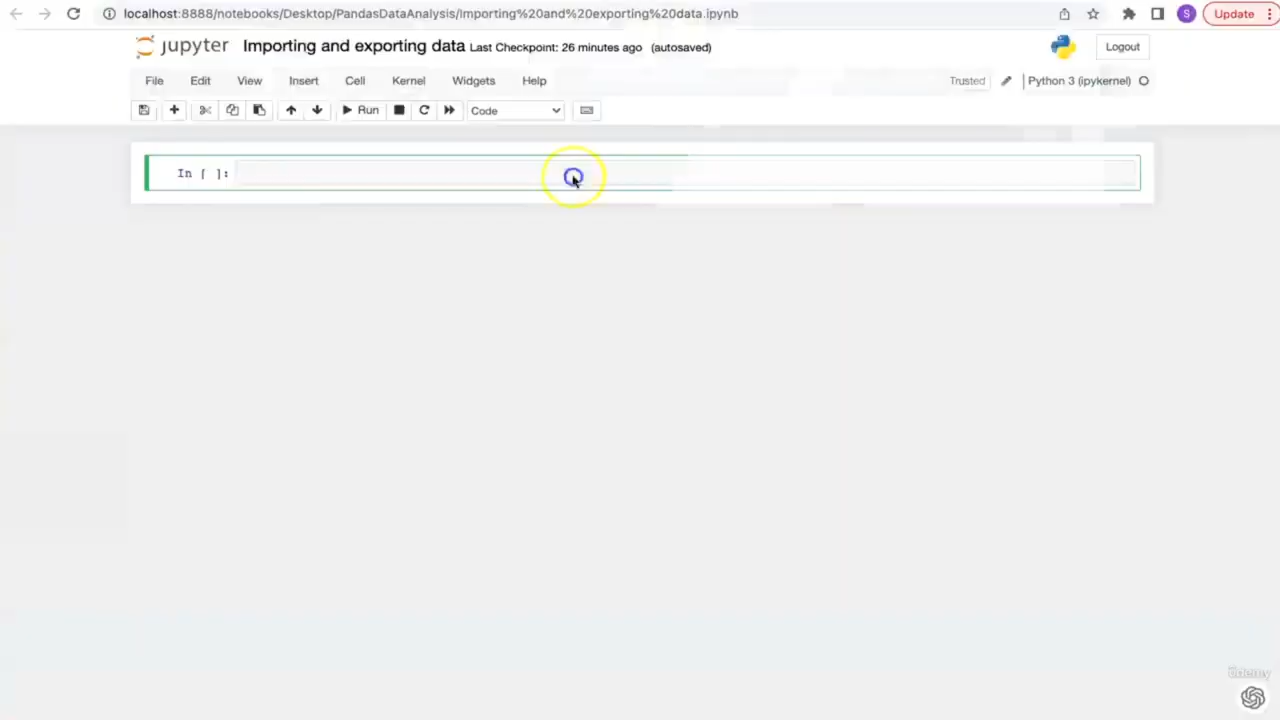 localhost:8888/notebooks/Desktop/PandasDataAnalysis/Importing%20and%20exporting%20data.ipynb
S
Update
jupyter Importing and exporting data Last Checkpoint: 26 minutes ago (autosaved)
Logout
File Edit View Insert Cell Kernel Widgets Help
Trusted
Python 3 (ipykernel)
Run
Code
In [ ]:
ûdemy